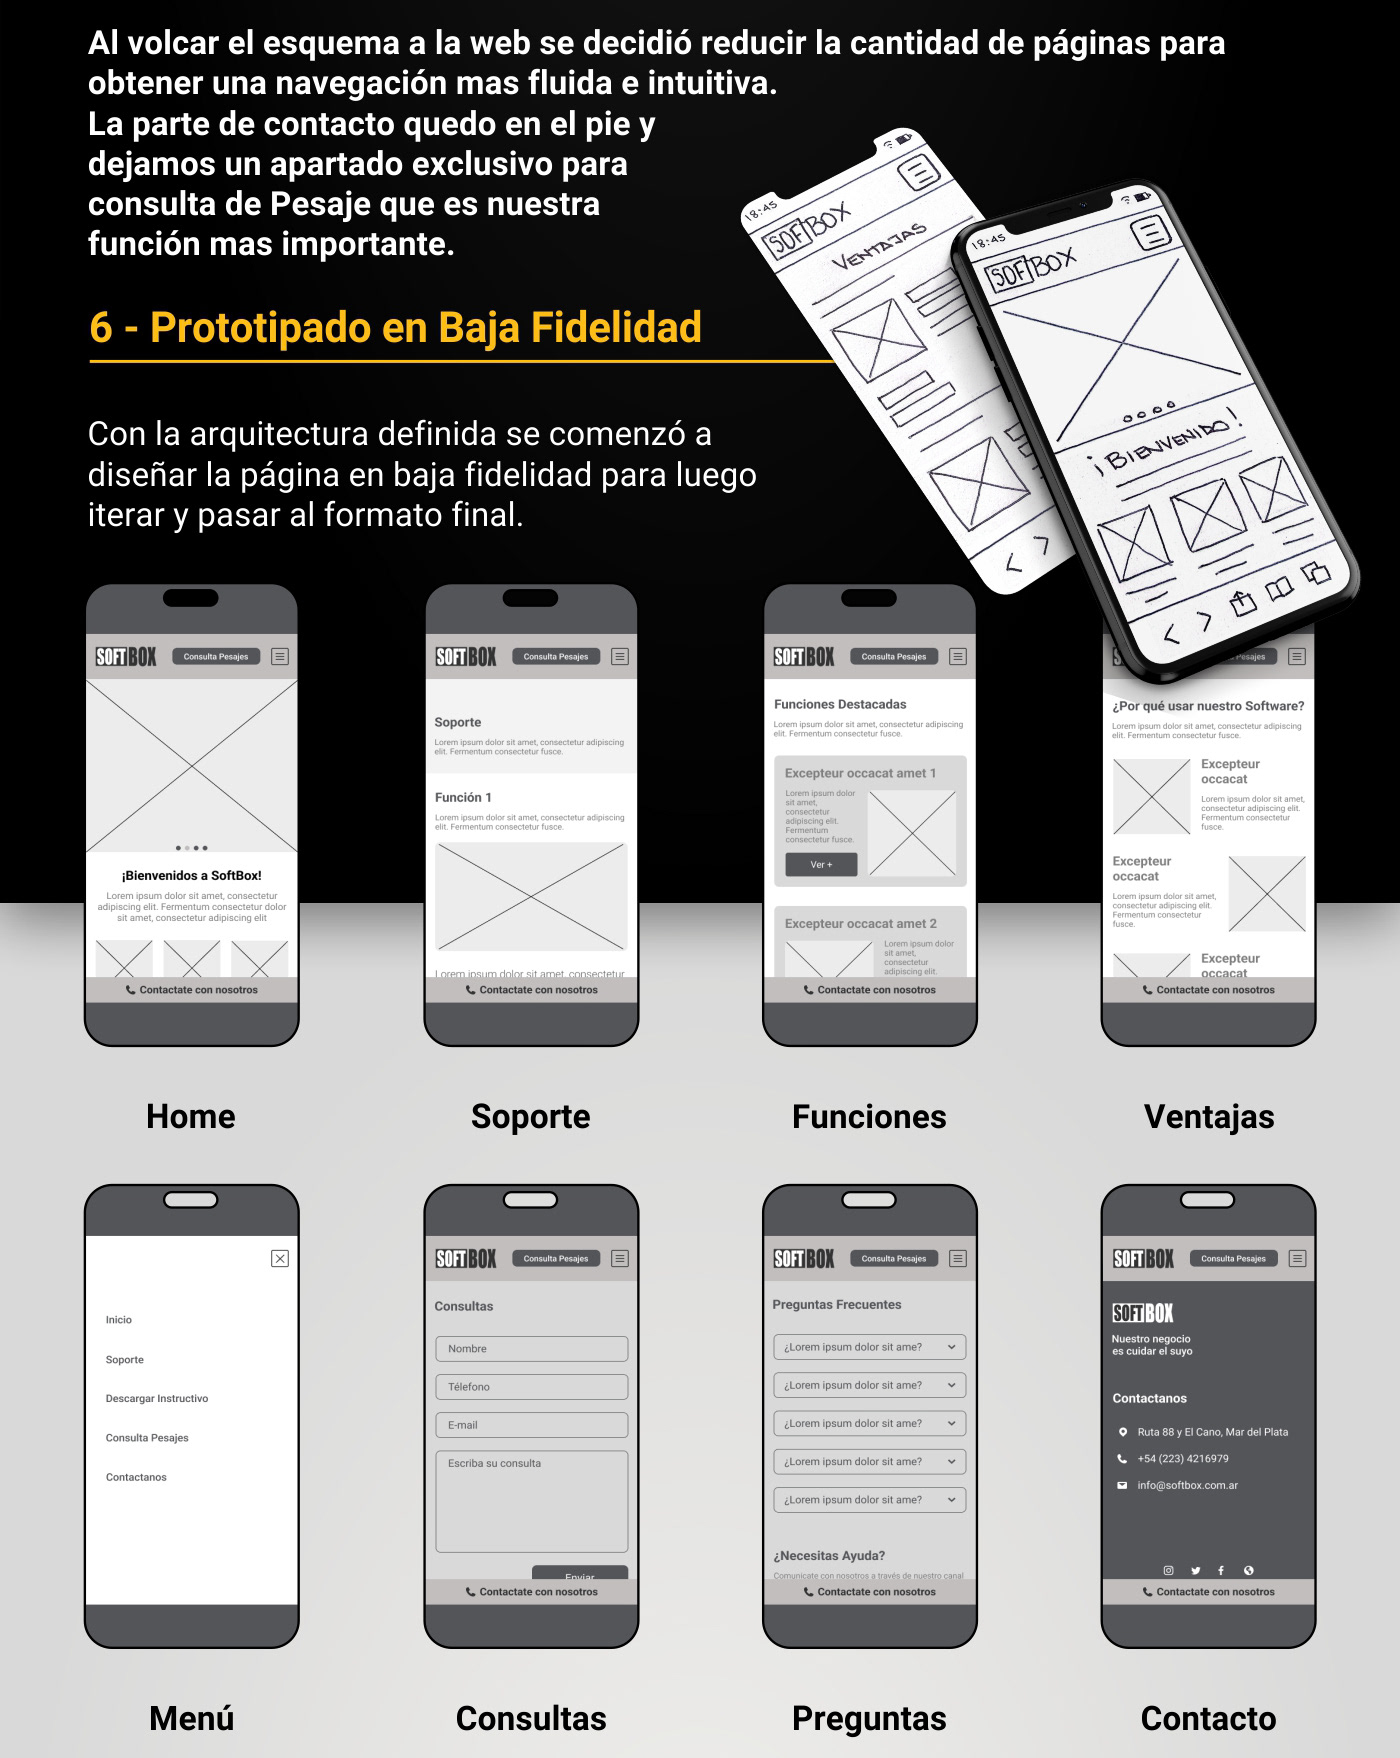 Al volcar el esquema a la web se decidió reducir la cantidad de páginas para
obtener una navegación mas fluida e intuitiva.
La parte de contacto quedo en el pie y
dejamos un apartado exclusivo para
consulta de Pesaje que es nuestra
función mas importante.
18:45
SOFTBOX
VENTAJAS
18:45
SOFTBOX
¡BIENVENIDO!
6 - Prototipado en Baja Fidelidad
Con la arquitectura definida se comenzó a
diseñar la página en baja fidelidad para luego
iterar y pasar al formato final.
SOFTBOX Consulta Pesajes
¡Bienvenidos a SoftBox!
Lorem ipsum dolor sit amet, consectetur
adipiscing elit. Fermentum consectetur dolor
sit amet, consectetur adipiscing elit
Contactate con nosotros
Home
SOFTBOX Consulta Pesajes
Soporte
Lorem ipsum dolor sit amet, consectetur adipiscing
elit. Fermentum consectetur fusce.
Función 1
Lorem ipsum dolor sit amet, consectetur adipiscing
elit. Fermentum consectetur fusce.
Lorem ipsum dolor sit amet, consectetur
Contactate con nosotros
Soporte
SOFTBOX Consulta Pesajes
Funciones Destacadas
Lorem ipsum dolor sit amet, consectetur adipiscing
elit. Fermentum consectetur fusce.
Excepteur occacat amet 1
Lorem ipsum dolor
sit amet,
consectetur
adipiscing elit.
Fermentum
consectetur fusce.
Ver +
Excepteur occacat amet 2
Lorem ipsum dolor
sit amet,
consectetur
adipiscing elit.
Contactate con nosotros
Funciones
¿Por qué usar nuestro Software?
Lorem ipsum dolor sit amet, consectetur adipiscing
elit. Fermentum consectetur fusce.
Excepteur
occacat
Lorem ipsum dolor sit amet,
consectetur adipiscing elit.
Fermentum consectetur
fusce.
Excepteur
occacat
Lorem ipsum dolor sit amet,
consectetur adipiscing elit.
Fermentum consectetur
fusce.
Excepteur
occacat
Contactate con nosotros
Ventajas
Inicio
Soporte
Descargar Instructivo
Consulta Pesajes
Contactanos
Menú
SOFTBOX Consulta Pesajes
Consultas
Nombre
Télefono
E-mail
Escriba su consulta
Enviar
Contactate con nosotros
Consultas
SOFTBOX Consulta Pesajes
Preguntas Frecuentes
¿Lorem ipsum dolor sit ame?
¿Lorem ipsum dolor sit ame?
¿Lorem ipsum dolor sit ame?
¿Lorem ipsum dolor sit ame?
¿Lorem ipsum dolor sit ame?
¿Necesitas Ayuda?
Comunicate con nosotros a través de nuestro canal
Contactate con nosotros
Preguntas
SOFTBOX Consulta Pesajes
SOFTBOX
Nuestro negocio
es cuidar el suyo
Contactanos
Ruta 88 y El Cano, Mar del Plata
+54 (223) 4216979
info@softbox.com.ar
Contactate con nosotros
Contacto